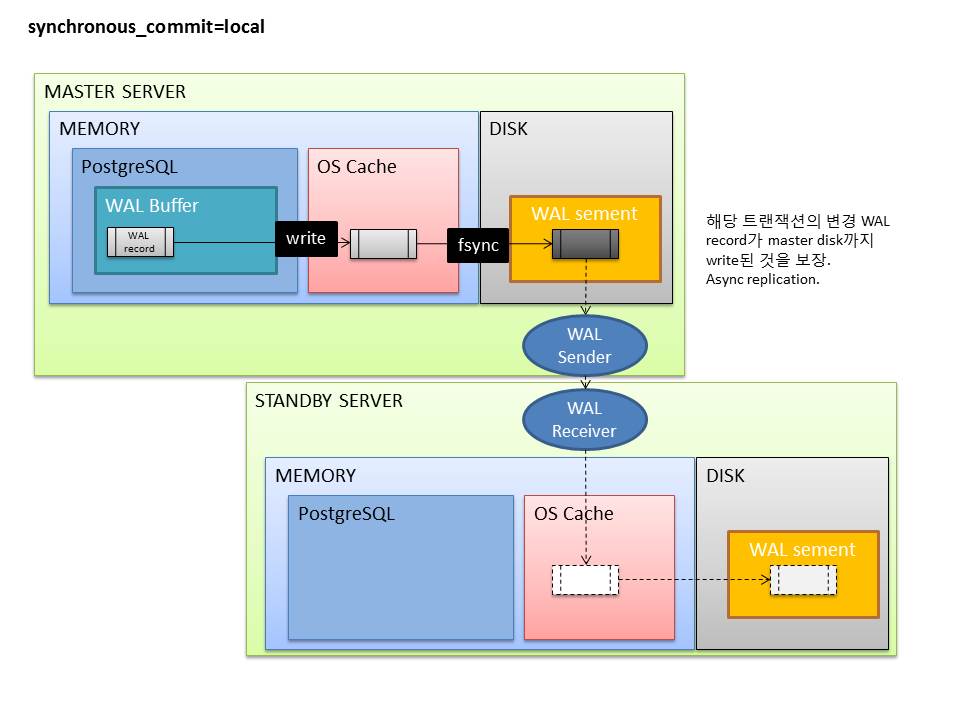 synchronous_commit=local
MASTER SERVER
MEMORY
DISK
PostgreSQL
OS Cache
WAL Buffer
WAL sement
WAL
record
write
fsync
해당 트랜잭션의 변경 WAL
record가 master disk까지
write된 것을 보장.
Async replication.
WAL
Sender
STANDBY SERVER
WAL
Receiver
MEMORY
DISK
PostgreSQL
OS Cache
WAL sement